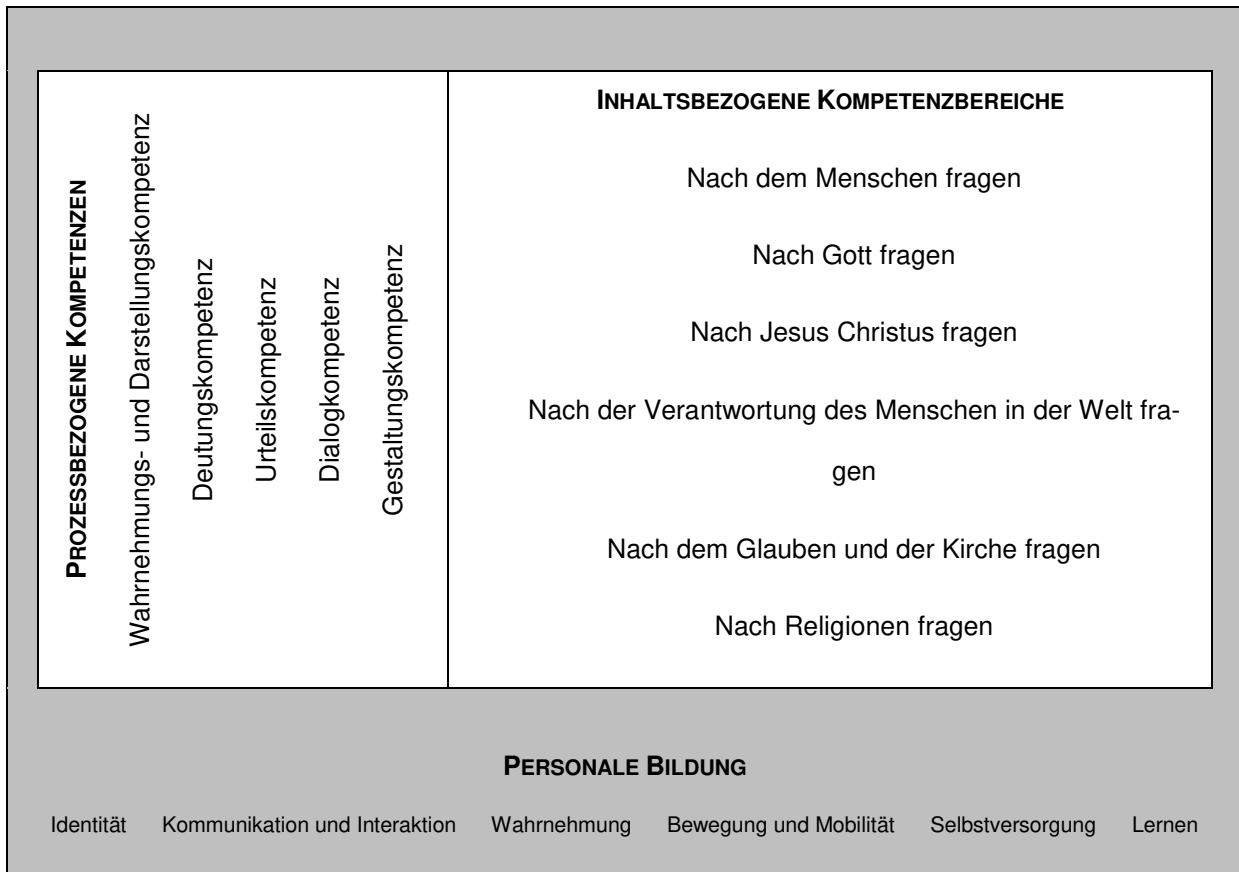 PROZESSBEZOGENE KOMPETENZEN
Wahrnehmungs- und Darstellungskompetenz
Deutungskompetenz
Urteilskompetenz
Dialogkompetenz
Gestaltungskompetenz
INHALTSBEZOGENE KOMPETENZBEREICHE
Nach dem Menschen fragen
Nach Gott fragen
Nach Jesus Christus fragen
Nach der Verantwortung des Menschen in der Welt fra-
gen
Nach dem Glauben und der Kirche fragen
Nach Religionen fragen
PERSONALE BILDUNG
Identität Kommunikation und Interaktion Wahrnehmung Bewegung und Mobilität Selbstversorgung Lernen